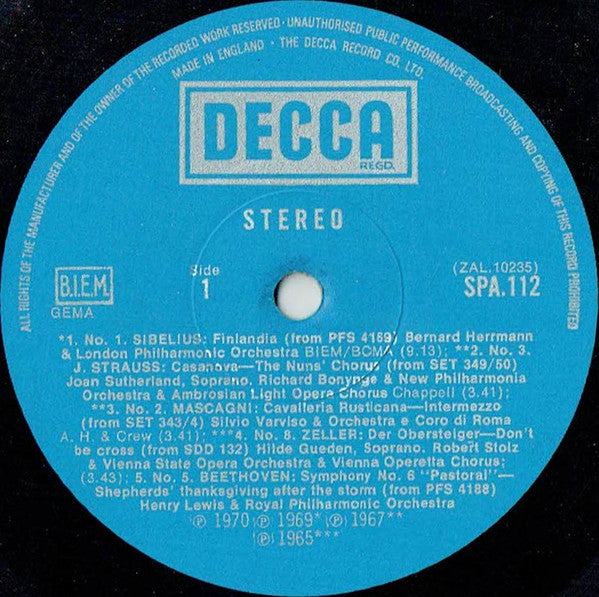 ALL RIGHTS OF THE MANUFACTURER AND OF THE OWNER OF THE RECORDED WORK RESERVED · UNAUTHORISED PUBLIC PERFORMANCE BROADCASTING AND COPYING OF THIS RECORD PROHIBITED
MADE IN ENGLAND · THE DECCA RECORD CO. LTD.
DECCA
REGD.
STEREO
B.I.E.M.
GEMA
Side
1
(ZAL.10235)
SPA.112
*1. No. 1. SIBELIUS: Finlandia (from PFS 4169) Bernard Herrmann
& London Philharmonic Orchestra BIEM/BCMA (9.13); **2. No. 3.
J. STRAUSS: Casanova—The Nuns' Chorus (from SET 349/50)
Joan Sutherland, Soprano. Richard Bonynge & New Philharmonia
Orchestra & Ambrosian Light Opera Chorus Chappell (3.41);
**3. No. 2. MASCAGNI: Cavalleria Rusticana—Intermezzo
(from SET 343/4) Silvio Varviso & Orchestra e Coro di Roma
A. H. & Crew (3.41); ***4. No. 8. ZELLER: Der Obersteiger—Don't
be cross (from SDD 132) Hilde Gueden, Soprano. Robert Stolz
& Vienna State Opera Orchestra & Vienna Operetta Chorus;
(3.43); 5. No. 5. BEETHOVEN: Symphony No. 6 "Pastoral"—
Shepherds' thanksgiving after the storm (from PFS 4188)
Henry Lewis & Royal Philharmonic Orchestra
℗ 1970 ℗ 1969* ℗ 1967**
℗ 1965***